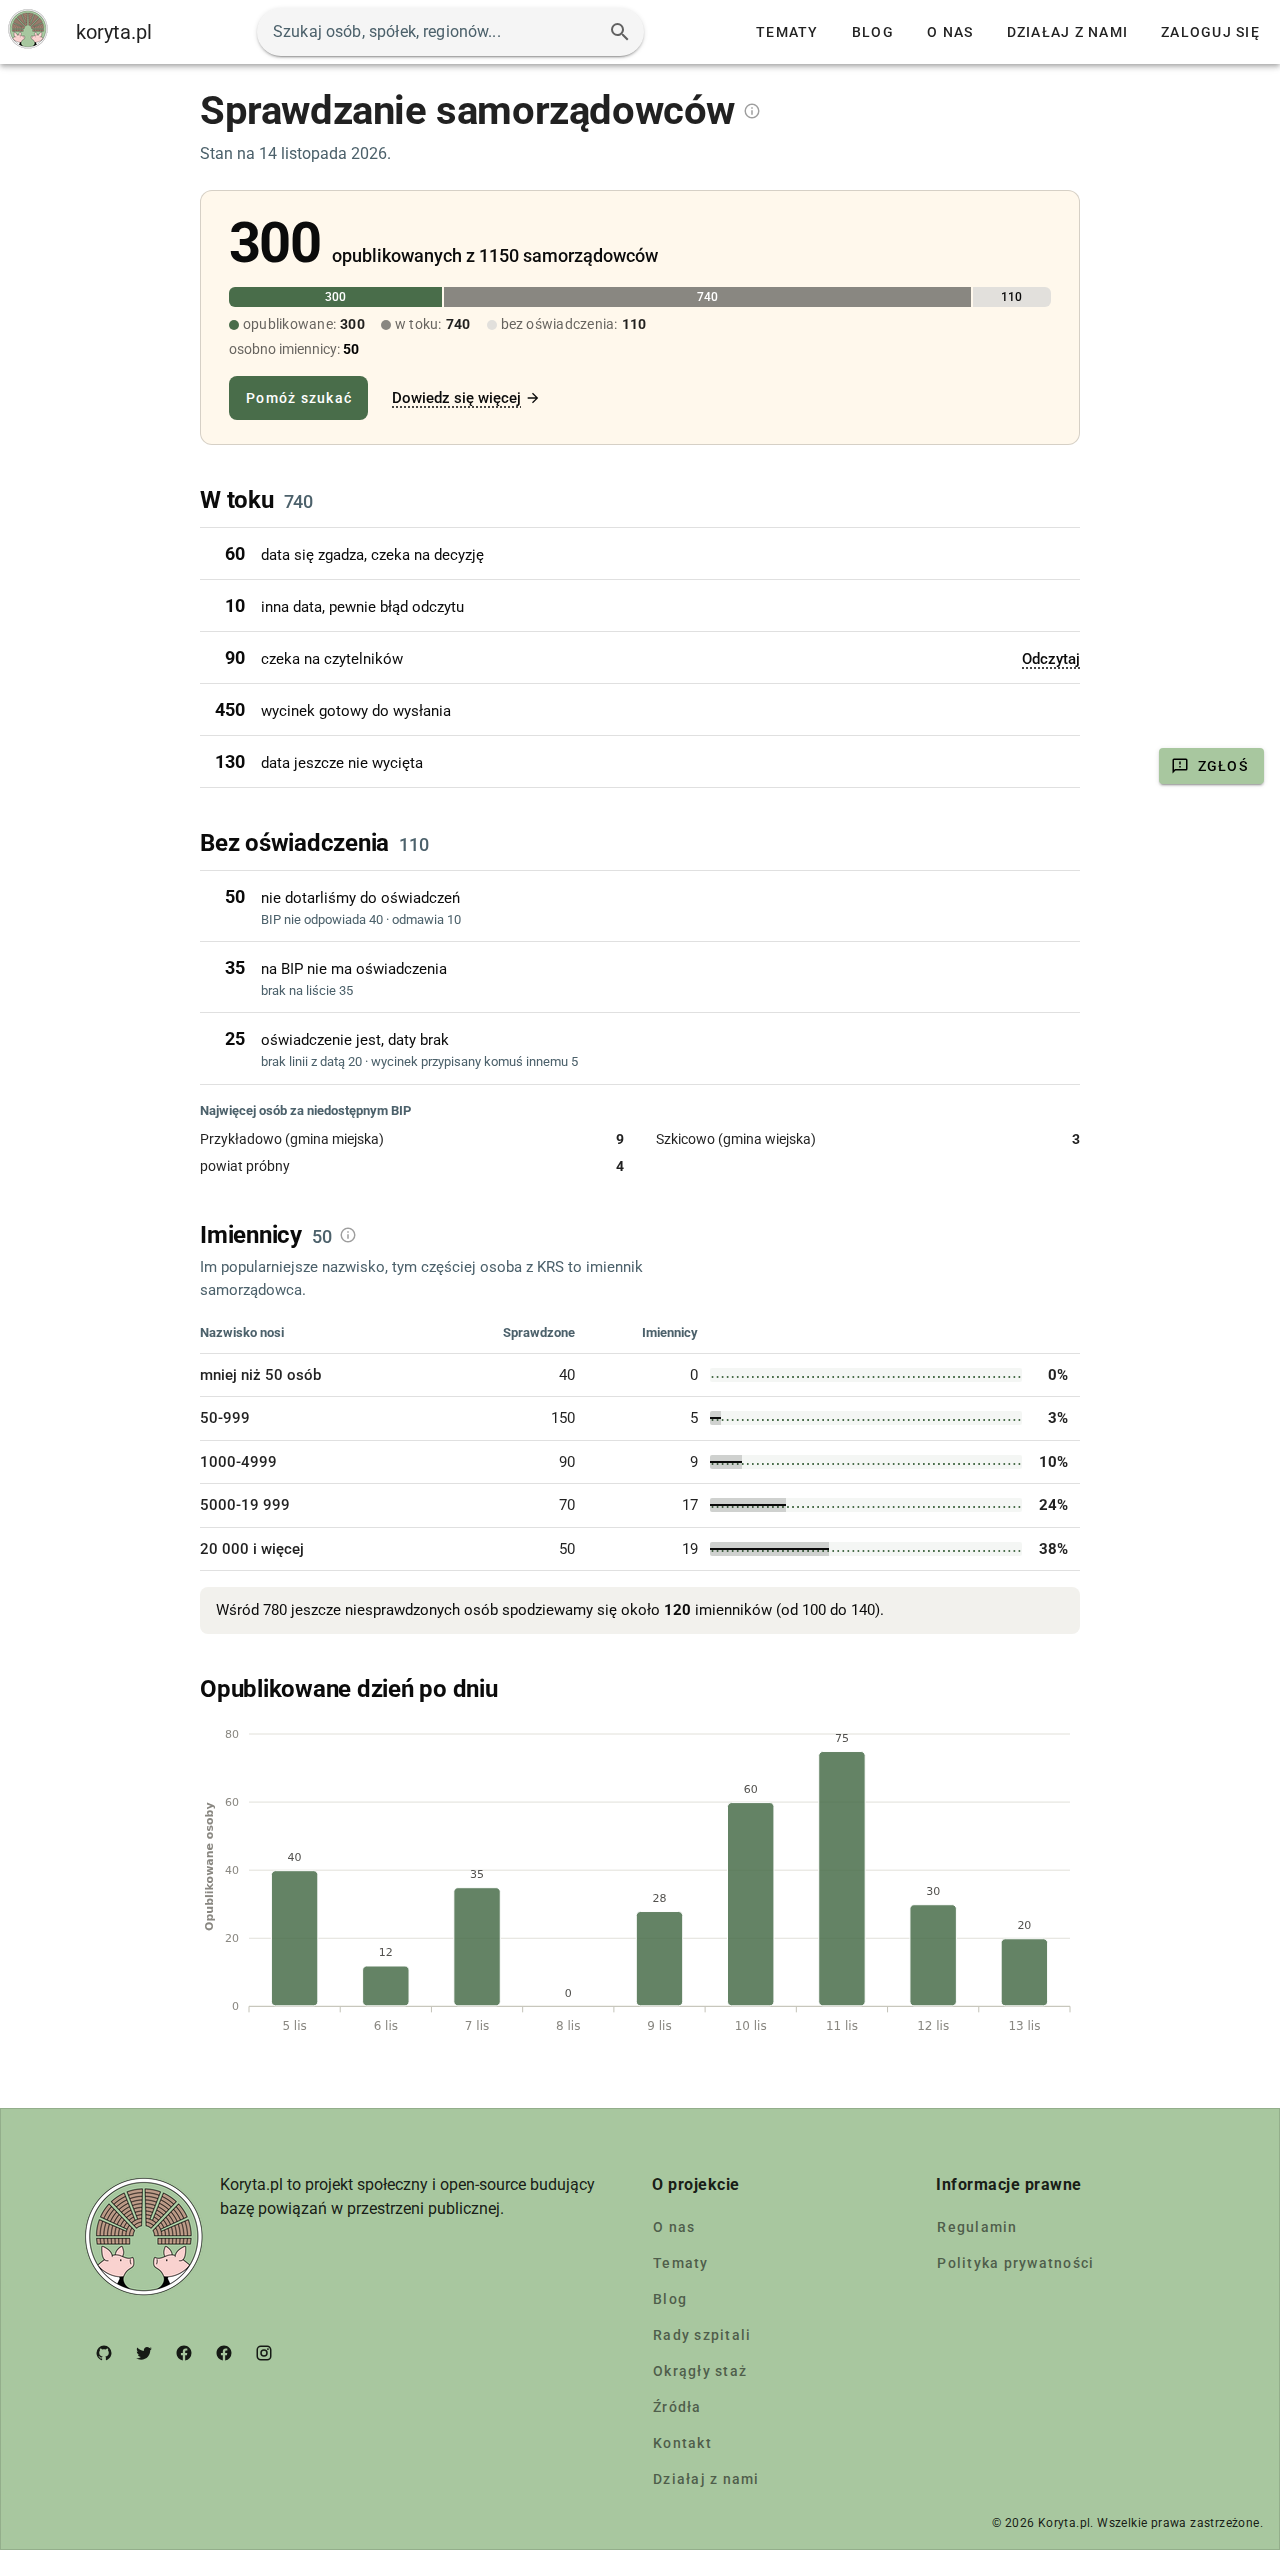 koryta.pl
Szukaj osób, spółek, regionów...
TEMATY
BLOG
O NAS
DZIAŁAJ Z NAMI
ZALOGUJ SIĘ
Sprawdzanie samorządowców
Stan na 14 listopada 2026.
300 opublikowanych z 1150 samorządowców
300 740 110
opublikowane: 300 w toku: 740 bez oświadczenia: 110
osobno imiennicy: 50
Pomóż szukać Dowiedz się więcej →
W toku 740
60 data się zgadza, czeka na decyzję
10 inna data, pewnie błąd odczytu
90 czeka na czytelników Odczytaj
450 wycinek gotowy do wysłania
130 data jeszcze nie wycięta
ZGŁOŚ
Bez oświadczenia 110
50 nie dotarliśmy do oświadczeń
BIP nie odpowiada 40 · odmawia 10
35 na BIP nie ma oświadczenia
brak na liście 35
25 oświadczenie jest, daty brak
brak linii z datą 20 · wycinek przypisany komuś innemu 5
Najwięcej osób za niedostępnym BIP
Przykładowo (gmina miejska) 9 Szkicowo (gmina wiejska) 3
powiat próbny 4
Imiennicy 50
Im popularniejsze nazwisko, tym częściej osoba z KRS to imiennik
samorządowca.
Nazwisko nosi Sprawdzone Imiennicy
mniej niż 50 osób 40 0 0%
50-999 150 5 3%
1000-4999 90 9 10%
5000-19 999 70 17 24%
20 000 i więcej 50 19 38%
Wśród 780 jeszcze niesprawdzonych osób spodziewamy się około 120 imienników (od 100 do 140).
Opublikowane dzień po dniu
Opublikowane osoby
80
60
40
20
0
40 12 35 0 28 60 75 30 20
5 lis 6 lis 7 lis 8 lis 9 lis 10 lis 11 lis 12 lis 13 lis
Koryta.pl to projekt społeczny i open-source budujący
bazę powiązań w przestrzeni publicznej.
O projekcie
O nas
Tematy
Blog
Rady szpitali
Okrągły staż
Źródła
Kontakt
Działaj z nami
Informacje prawne
Regulamin
Polityka prywatności
© 2026 Koryta.pl. Wszelkie prawa zastrzeżone.